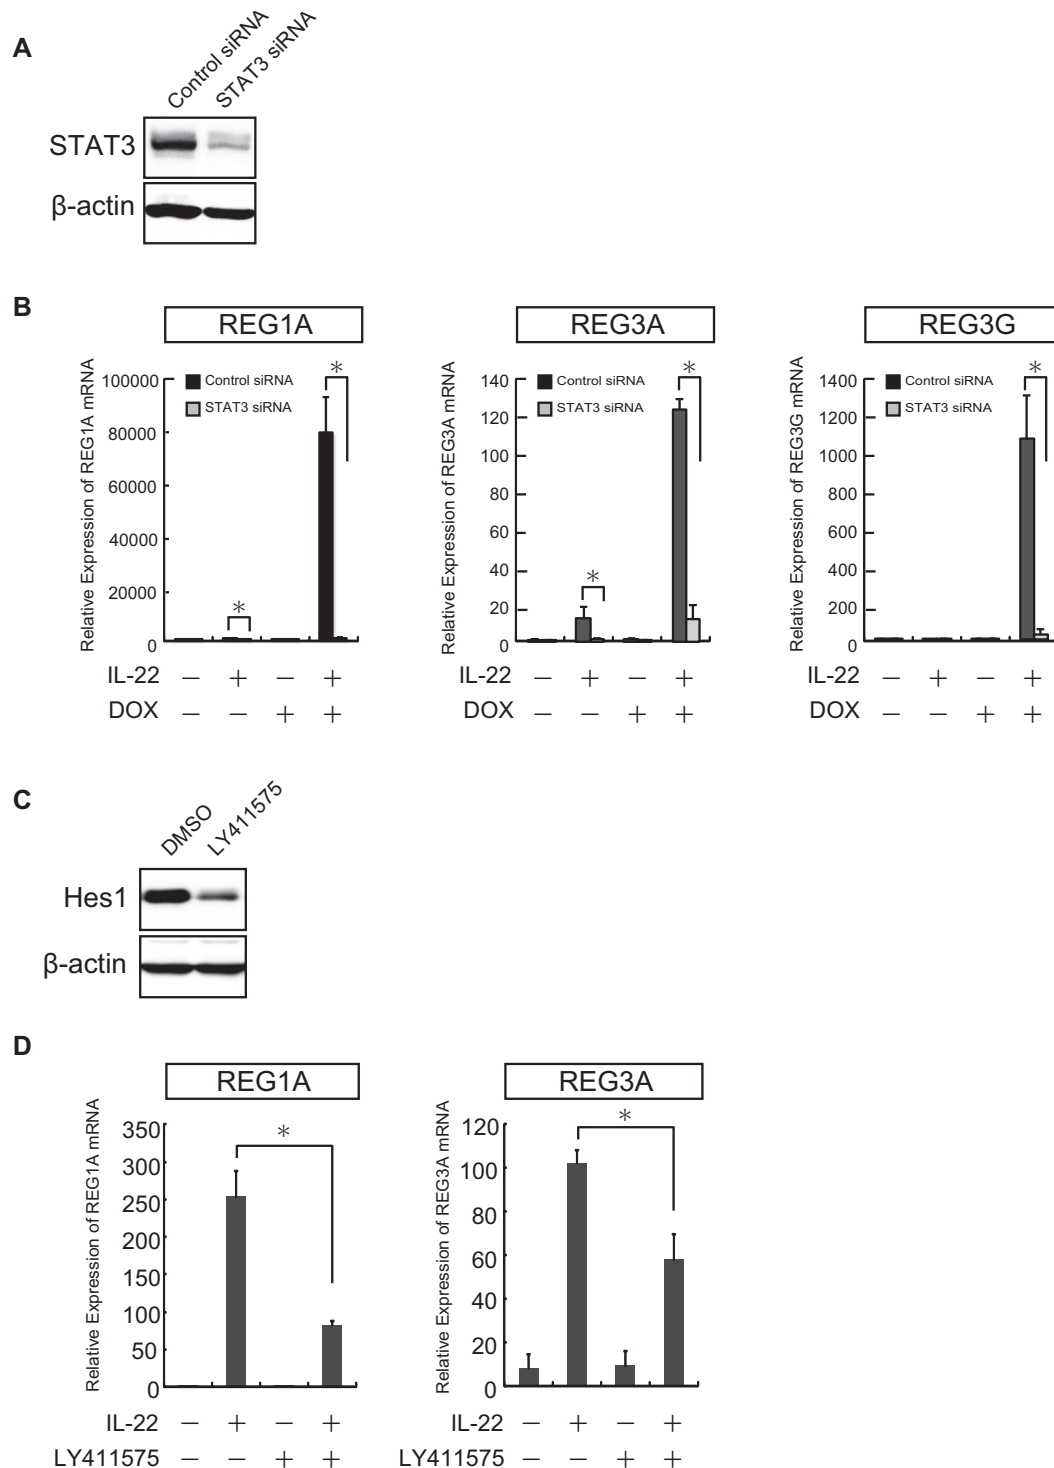 A
Control siRNA
STAT3 siRNA
STAT3
β-actin
B
REG1A
Relative Expression of REG1A mRNA
100000
80000
60000
40000
20000
0
Control siRNA
STAT3 siRNA
*
*
IL-22 − + − +
DOX − − + +
REG3A
Relative Expression of REG3A mRNA
140
120
100
80
60
40
20
0
Control siRNA
STAT3 siRNA
*
*
IL-22 − + − +
DOX − − + +
REG3G
Relative Expression of REG3G mRNA
1400
1200
1000
800
600
400
200
0
Control siRNA
STAT3 siRNA
*
IL-22 − + − +
DOX − − + +
C
DMSO
LY411575
Hes1
β-actin
D
REG1A
Relative Expression of REG1A mRNA
350
300
250
200
150
100
50
0
*
IL-22 − + − +
LY411575 − − + +
REG3A
Relative Expression of REG3A mRNA
120
100
80
60
40
20
0
*
IL-22 − + − +
LY411575 − − + +